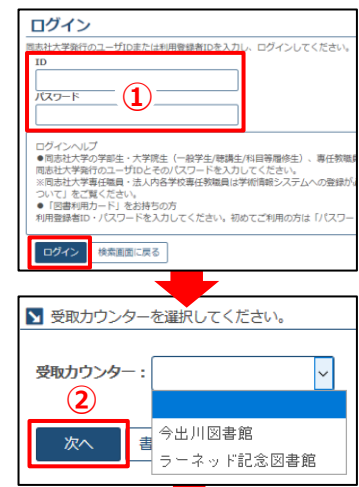 ログイン
同志社大学発行のユーザIDまたは利用登録者IDを入力し、ログインしてください。
ID
パスワード
①
ログインヘルプ
●同志社大学の学部生・大学院生(一般学生/聴講生/科目等履修生)、専任教職
同志社大学発行のユーザIDとそのパスワードを入力してください。
※同志社大学専任職員・法人内各学校専任教職員は学術情報システムへの登録が
ついて」をご覧ください。
●「図書利用カード」をお持ちの方
利用登録者ID・パスワードを入力してください。初めてご利用の方は「パスワー
ログイン 検索画面に戻る
受取カウンターを選択してください。
受取カウンター:
②
次へ 書
今出川図書館
ラーネッド記念図書館